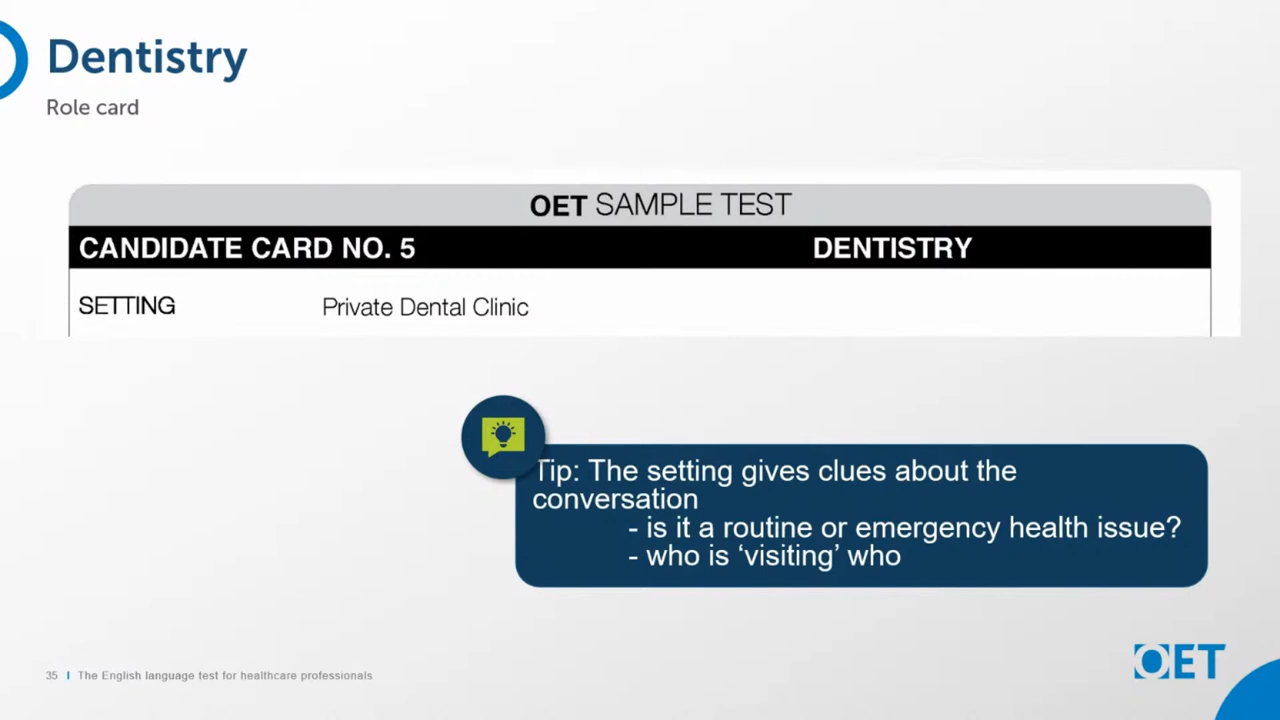 Dentistry
Role card
OET SAMPLE TEST
CANDIDATE CARD NO. 5 DENTISTRY
SETTING Private Dental Clinic
Tip: The setting gives clues about the
conversation
- is it a routine or emergency health issue?
- who is ‘visiting’ who
35 | The English language test for healthcare professionals
OET